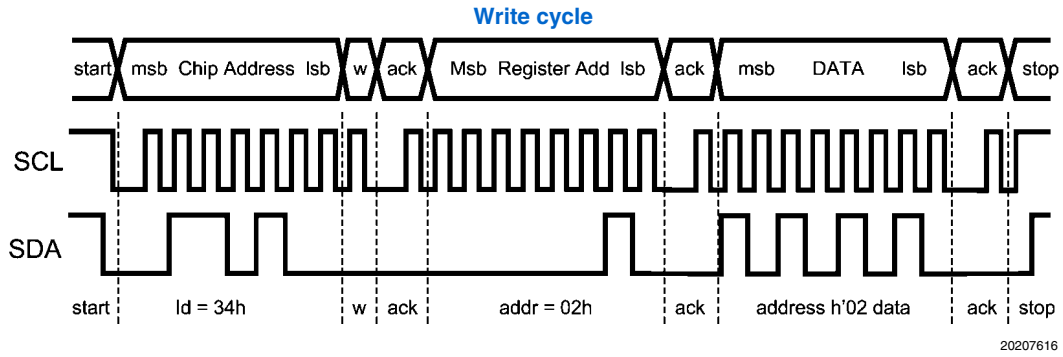 Write cycle
start msb Chip Address lsb w ack Msb Register Add lsb ack msb DATA lsb ack stop
SCL
SDA
start Id = 34h w ack addr = 02h ack address h'02 data ack stop
20207616